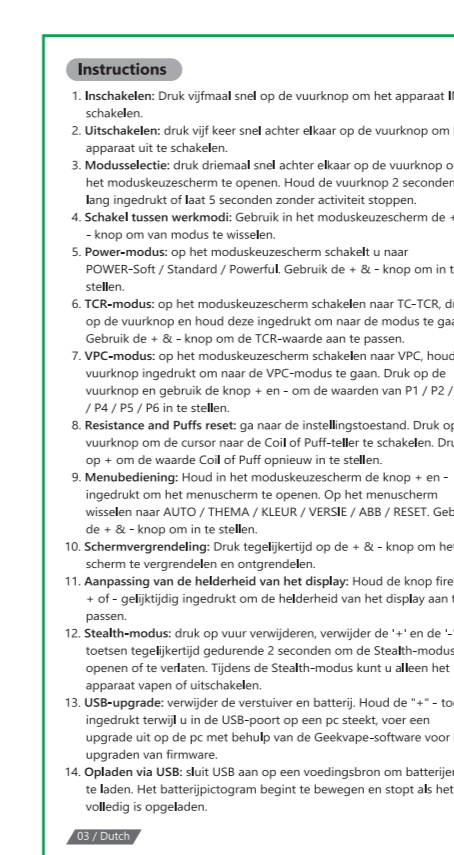 Instructions
1. Inschakelen: Druk vijfmaal snel op de vuurknop om het apparaat
schakelen.
2. Uitschakelen: druk vijf keer snel achter elkaar op de vuurknop om
apparaat uit te schakelen.
3. Modusselectie: druk driemaal snel achter elkaar op de vuurknop
het moduskeuzescherm te openen. Houd de vuurknop 2 seconden
lang ingedrukt of laat 5 seconden zonder activiteit stoppen.
4. Schakel tussen werkmodi: Gebruik in het moduskeuzescherm de +
- knop om van modus te wisselen.
5. Power-modus: op het moduskeuzescherm schakelt u naar
POWER-Soft / Standard / Powerful. Gebruik de + & - knop om in
stellen.
6. TCR-modus: op het moduskeuzescherm schakelen naar TC-TCR,
op de vuurknop en houd deze ingedrukt om naar de modus te
Gebruik de + & - knop om de TCR-waarde aan te passen.
7. VPC-modus: op het moduskeuzescherm schakelen naar VPC, houd
vuurknop ingedrukt om naar de VPC-modus te gaan. Druk op de
vuurknop en gebruik de knop + en - om de waarden van P1 / P2 /
/ P4 / P5 / P6 in te stellen.
8. Resistance and Puffs reset: ga naar de instellingstoestand. Druk op
vuurknop om de cursor naar de Coil of Puff-teller te schakelen.
op + om de waarde Coil of Puff opnieuw in te stellen.
9. Menubediening: Houd in het moduskeuzescherm de knop + en -
ingedrukt om het menuscherm te openen. Op het menuscherm
wisselen naar AUTO / THEMA / KLEUR / VERSIE / ABB / RESET.
de + & - knop om in te stellen.
10. Schermvergrendeling: Druk tegelijkertijd op de + & - knop om het
scherm te vergrendelen en ontgrendelen.
11. Aanpassing van de helderheid van het display: Houd de knop fire
+ of - gelijktijdig ingedrukt om de helderheid van het display aan
passen.
12. Stealth-modus: druk op vuur verwijderen, verwijder de '+' en de '-'
toetsen tegelijkertijd gedurende 2 seconden om de Stealth-modus
openen of te verlaten. Tijdens de Stealth-modus kunt u alleen het
apparaat vapen of uitschakelen.
13. USB-upgrade: verwijder de verstuiver en batterij. Houd de "+" -
ingedrukt terwijl u in de USB-poort op een pc steekt, voer een
upgrade uit op de pc met behulp van de Geekvape-software voor
upgraden van firmware.
14. Opladen via USB: sluit USB aan op een voedingsbron om batterijen
te laden. Het batterijpictogram begint te bewegen en stopt als het
volledig is opgeladen.
03 / Dutch